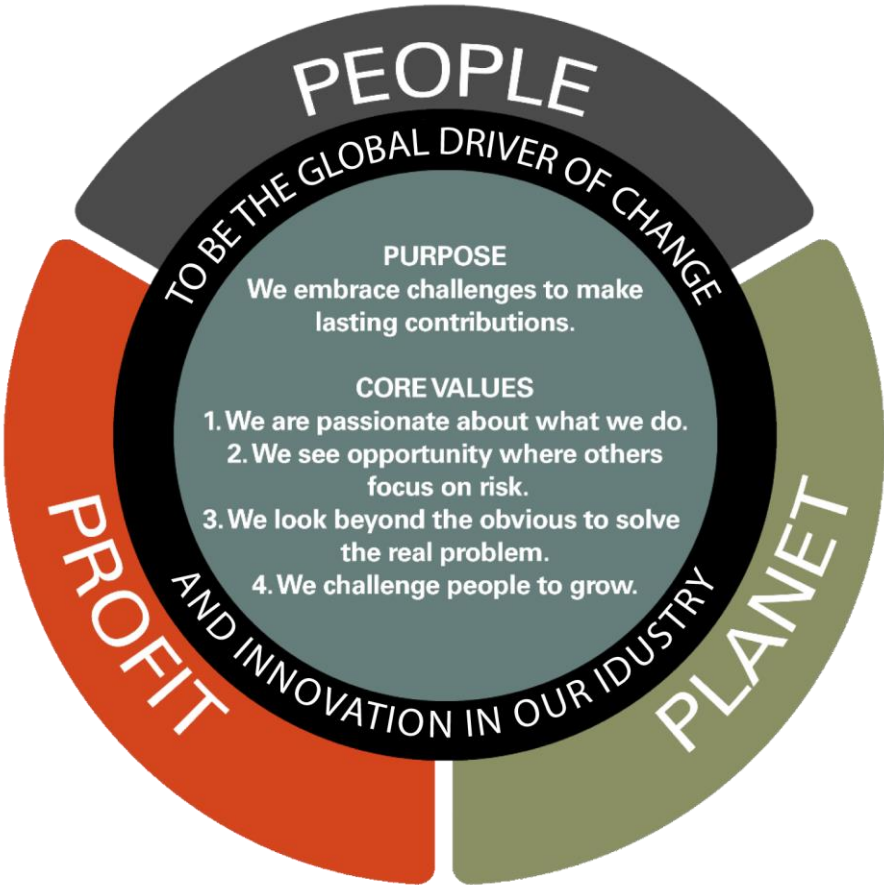 PEOPLE
TO BE THE GLOBAL DRIVER OF CHANGE
PURPOSE
We embrace challenges to make
lasting contributions.
CORE VALUES
1. We are passionate about what we do.
2. We see opportunity where others
focus on risk.
3. We look beyond the obvious to solve
the real problem.
4. We challenge people to grow.
AND INNOVATION IN OUR IDUSTRY
PROFIT
PLANET